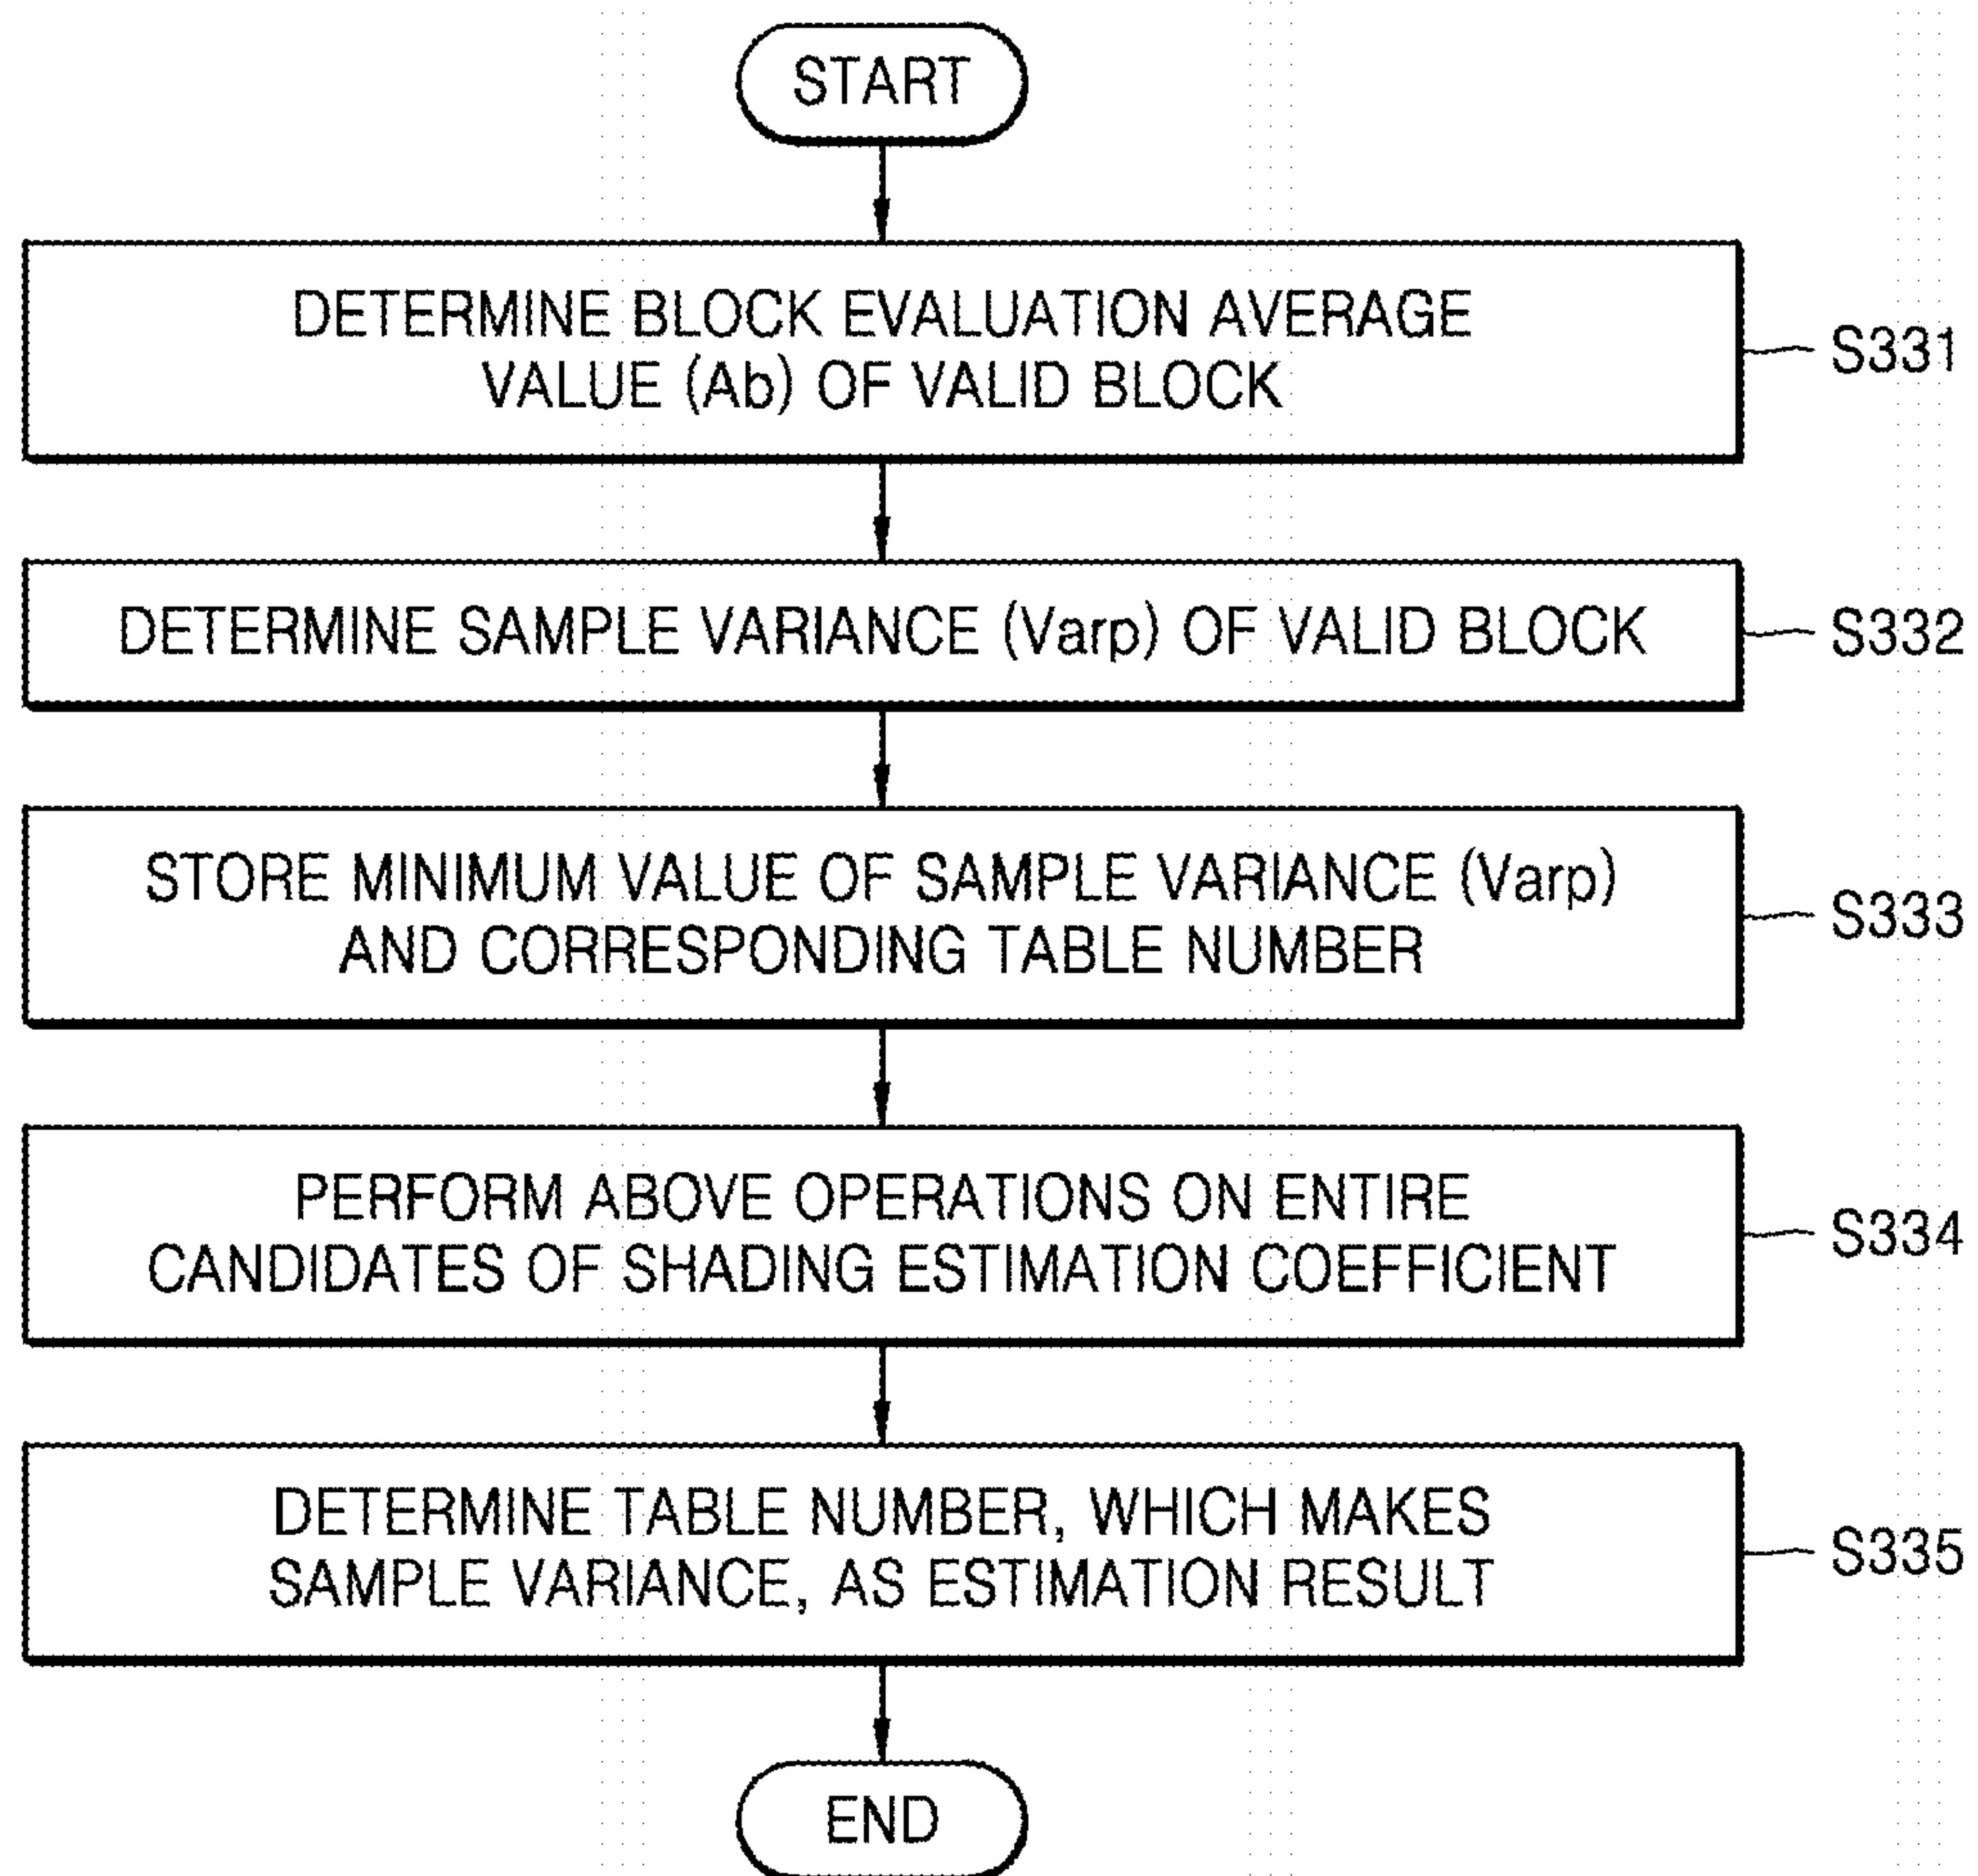 START
DETERMINE BLOCK EVALUATION AVERAGE
VALUE (Ab) OF VALID BLOCK
S331
DETERMINE SAMPLE VARIANCE (Varp) OF VALID BLOCK
S332
STORE MINIMUM VALUE OF SAMPLE VARIANCE (Varp)
AND CORRESPONDING TABLE NUMBER
S333
PERFORM ABOVE OPERATIONS ON ENTIRE
CANDIDATES OF SHADING ESTIMATION COEFFICIENT
S334
DETERMINE TABLE NUMBER, WHICH MAKES
SAMPLE VARIANCE, AS ESTIMATION RESULT
S335
END